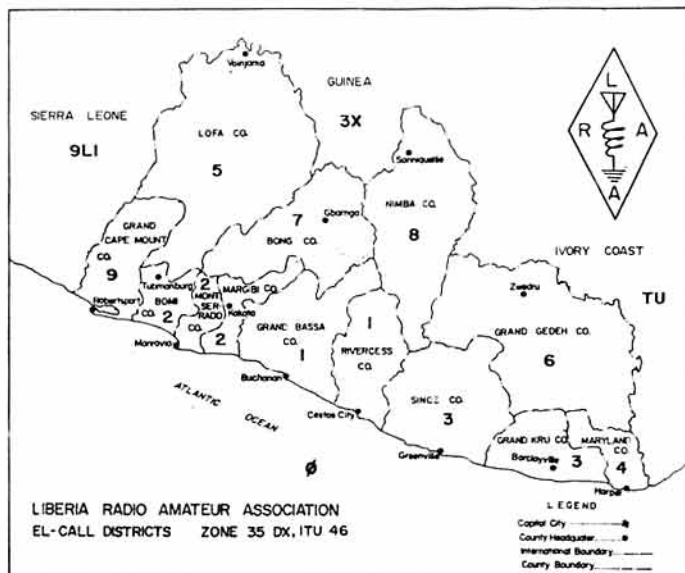 Voinjama
GUINEA
3X
SIERRA LEONE
9L1
LOFA CO.
5
L
R A
A
Sanniquellie
NIMBA CO.
8
7
Gbarnga
BONG CO.
GRAND
CAPE MOUNT
CO.
9
IVORY COAST
TU
Tubmanburg
BOMI
CO.
2
2
MONT
SER
RADO
CO.
2
MARGIBI CO.
Kakata
Robertsport
Monrovia
GRAND BASSA
CO.
1
1
RIVERCESS
CO.
Zwedru
GRAND GEDEH CO.
6
Buchanan
ATLANTIC OCEAN
Cestos City
SINOE CO.
3
GRAND KRU CO.
Barclayville
3
MARYLAND
CO.
4
Greenville
Harper
Ø
LIBERIA RADIO AMATEUR ASSOCIATION
EL-CALL DISTRICTS ZONE 35 DX, ITU 46
LEGEND
Capital City
County Headquater
International Boundary
County Boundary